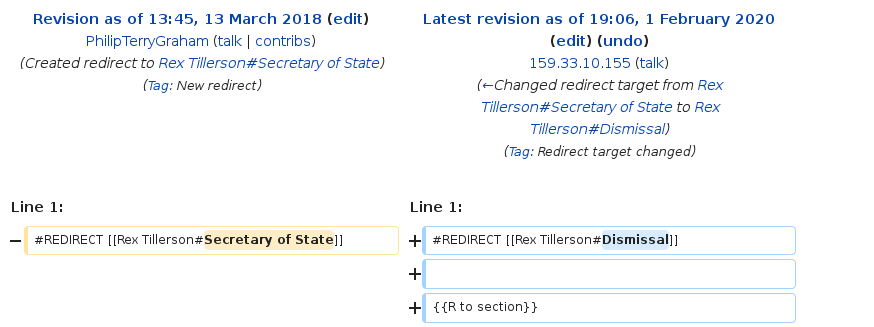 Revision as of 13:45, 13 March 2018 (edit)
PhilipTerryGraham (talk | contribs)
(Created redirect to Rex Tillerson#Secretary of State)
(Tag: New redirect)
Latest revision as of 19:06, 1 February 2020
(edit) (undo)
159.33.10.155 (talk)
(←Changed redirect target from Rex
Tillerson#Secretary of State to Rex
Tillerson#Dismissal)
(Tag: Redirect target changed)
Line 1:
Line 1:
− #REDIRECT [[Rex Tillerson#Secretary of State]]
+ #REDIRECT [[Rex Tillerson#Dismissal]]
+
+ {{R to section}}